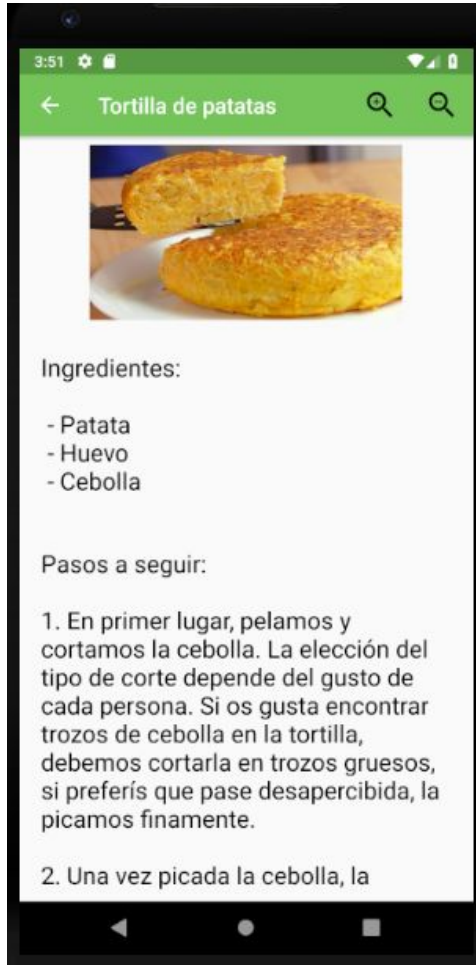 3:51
Tortilla de patatas
Ingredientes:
- Patata
- Huevo
- Cebolla
Pasos a seguir:
1. En primer lugar, pelamos y
cortamos la cebolla. La elección del
tipo de corte depende del gusto de
cada persona. Si os gusta encontrar
trozos de cebolla en la tortilla,
debemos cortarla en trozos gruesos,
si preferís que pase desapercibida, la
picamos finamente.
2. Una vez picada la cebolla, la